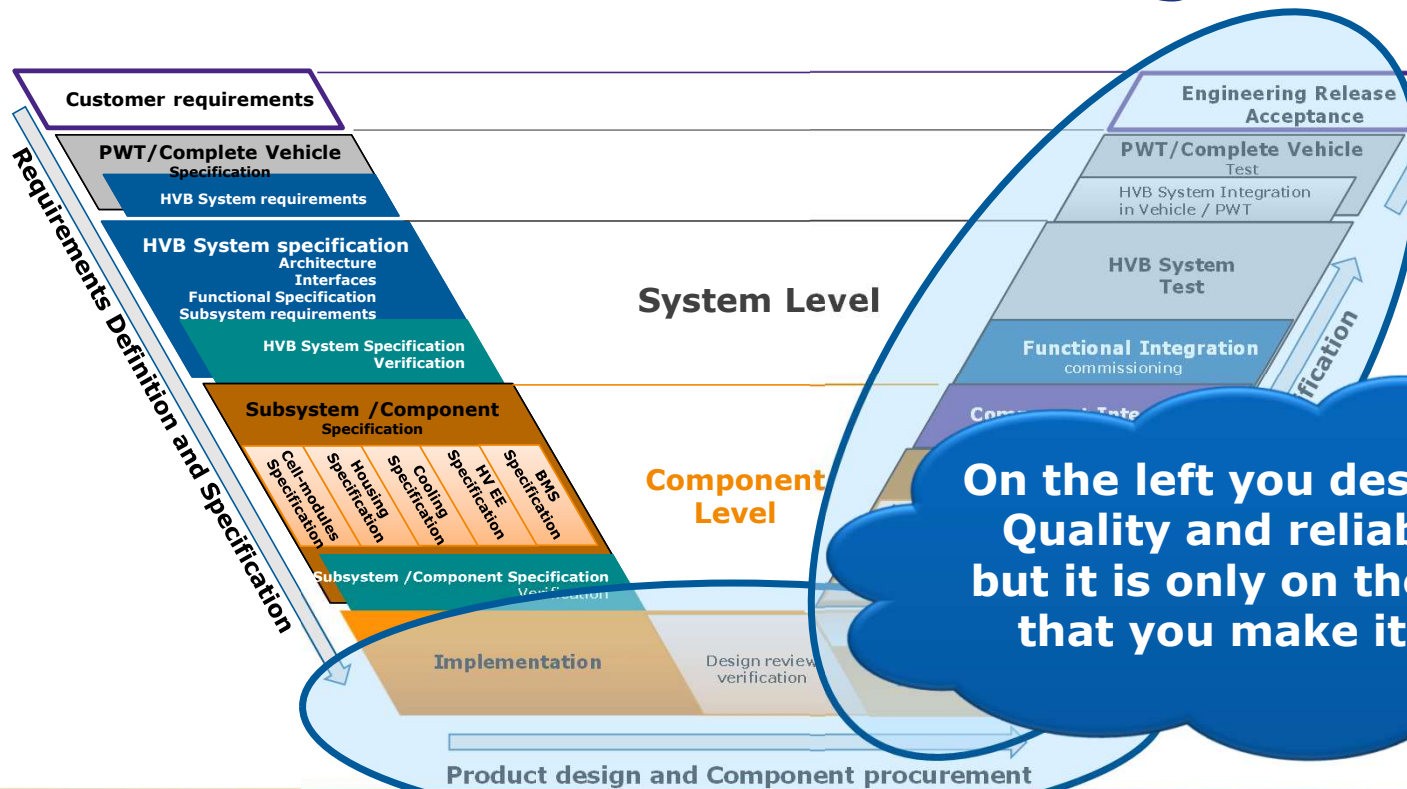 Customer requirements
PWT/Complete Vehicle
Specification
HVB System requirements
HVB System specification
Architecture
Interfaces
Functional Specification
Subsystem requirements
HVB System Specification
Verification
Subsystem /Component
Specification
Cell-modules
Specification
Housing
Specification
Cooling
Specification
HV EE
Specification
BMS
Specification
Subsystem /Component Specification
Verification
Requirements Definition and Specification
Implementation
Design review
verification
Product design and Component procurement
System Level
Component
Level
Engineering Release
Acceptance
PWT/Complete Vehicle
Test
HVB System Integration
in Vehicle / PWT
HVB System
Test
Functional Integration
commissioning
On the left you
Quality and
but it is only on
that you make it